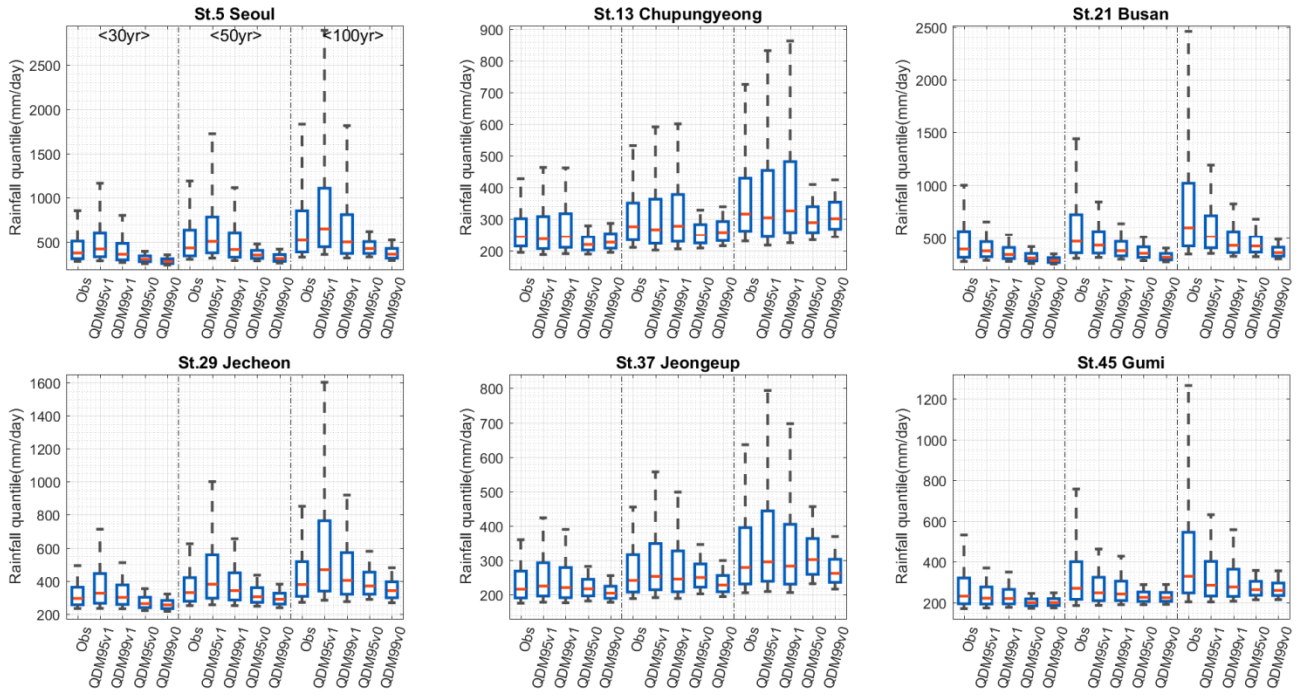 St.5 Seoul
<30yr> <50yr> <100yr>
Rainfall quantile(mm/day)
2500
2000
1500
1000
500
Obs QDM95v1 QDM99v1 QDM95v0 QDM99v0 Obs QDM95v1 QDM99v1 QDM95v0 QDM99v0 Obs QDM95v1 QDM99v1 QDM95v0 QDM99v0
St.13 Chupungyeong
Rainfall quantile(mm/day)
900
800
700
600
500
400
300
200
Obs QDM95v1 QDM99v1 QDM95v0 QDM99v0 Obs QDM95v1 QDM99v1 QDM95v0 QDM99v0 Obs QDM95v1 QDM99v1 QDM95v0 QDM99v0
St.21 Busan
Rainfall quantile(mm/day)
2500
2000
1500
1000
500
Obs QDM95v1 QDM99v1 QDM95v0 QDM99v0 Obs QDM95v1 QDM99v1 QDM95v0 QDM99v0 Obs QDM95v1 QDM99v1 QDM95v0 QDM99v0
St.29 Jecheon
Rainfall quantile(mm/day)
1600
1400
1200
1000
800
600
400
200
Obs QDM95v1 QDM99v1 QDM95v0 QDM99v0 Obs QDM95v1 QDM99v1 QDM95v0 QDM99v0 Obs QDM95v1 QDM99v1 QDM95v0 QDM99v0
St.37 Jeongeup
Rainfall quantile(mm/day)
800
700
600
500
400
300
200
Obs QDM95v1 QDM99v1 QDM95v0 QDM99v0 Obs QDM95v1 QDM99v1 QDM95v0 QDM99v0 Obs QDM95v1 QDM99v1 QDM95v0 QDM99v0
St.45 Gumi
Rainfall quantile(mm/day)
1200
1000
800
600
400
200
Obs QDM95v1 QDM99v1 QDM95v0 QDM99v0 Obs QDM95v1 QDM99v1 QDM95v0 QDM99v0 Obs QDM95v1 QDM99v1 QDM95v0 QDM99v0